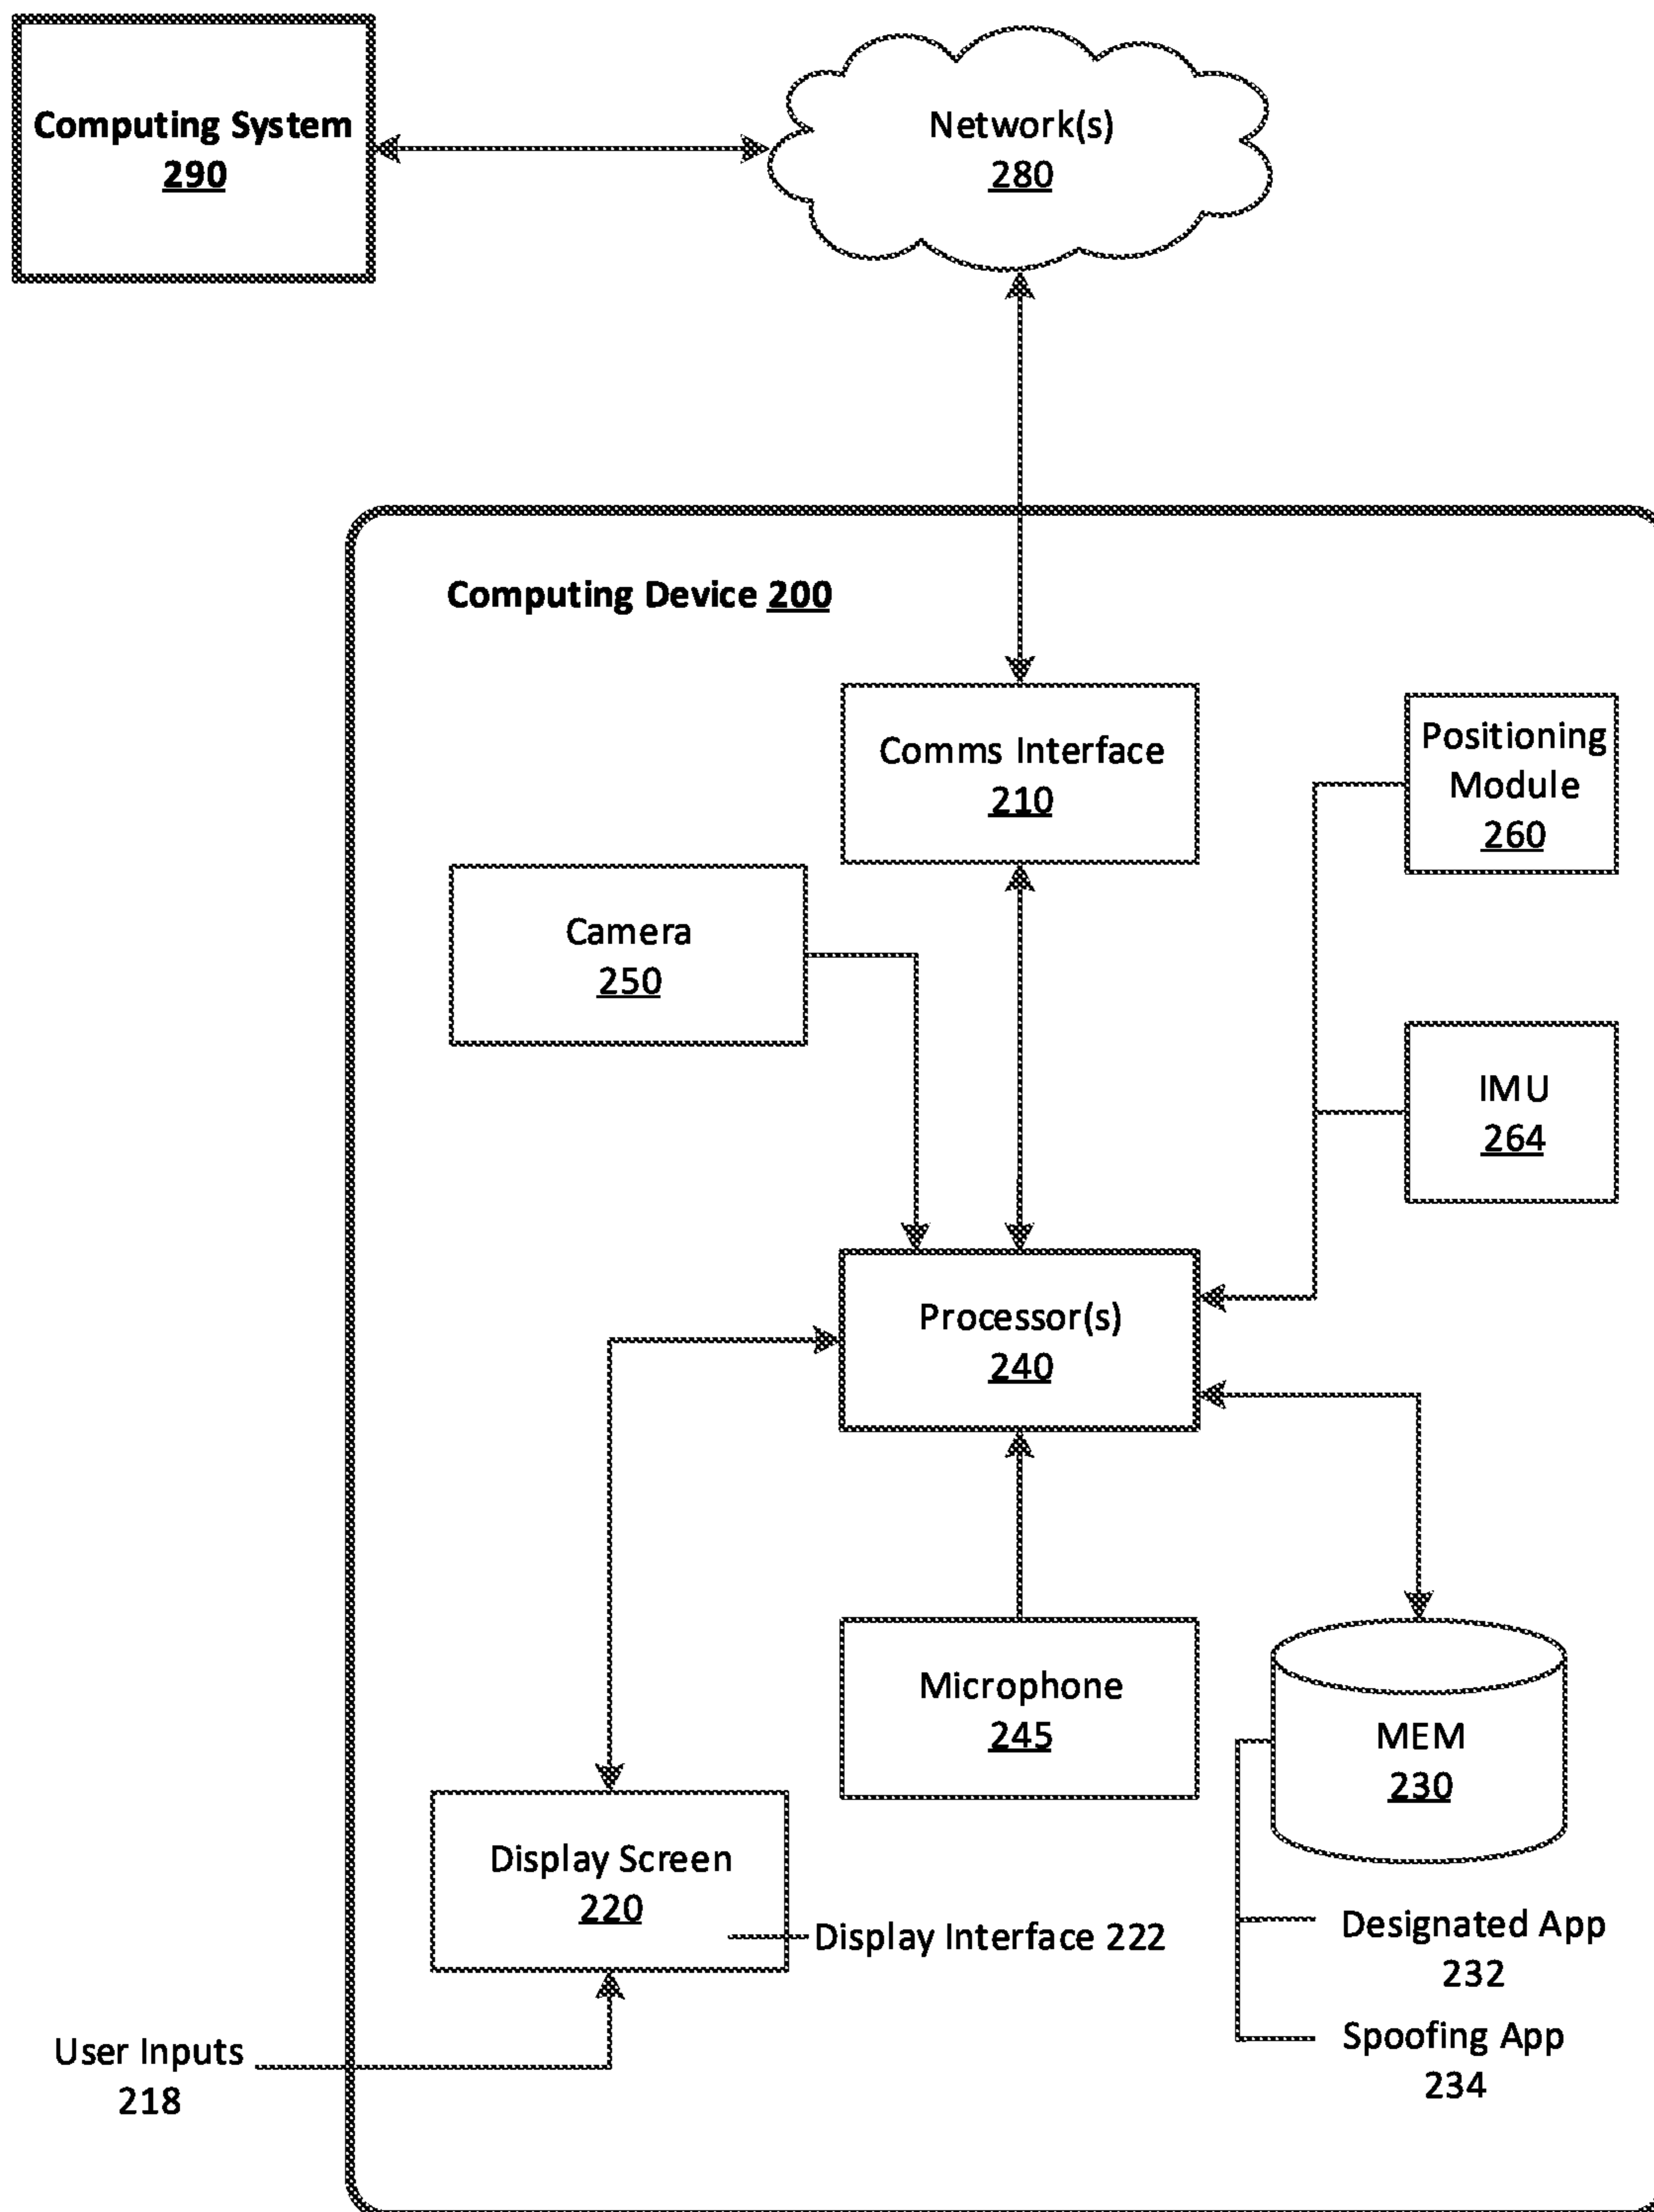 Computing System
290
Network(s)
280
Computing Device 200
Comms Interface
210
Positioning
Module
260
Camera
250
IMU
264
Processor(s)
240
Microphone
245
MEM
230
Display Screen
220
Display Interface 222
Designated App
232
Spoofing App
234
User Inputs
218